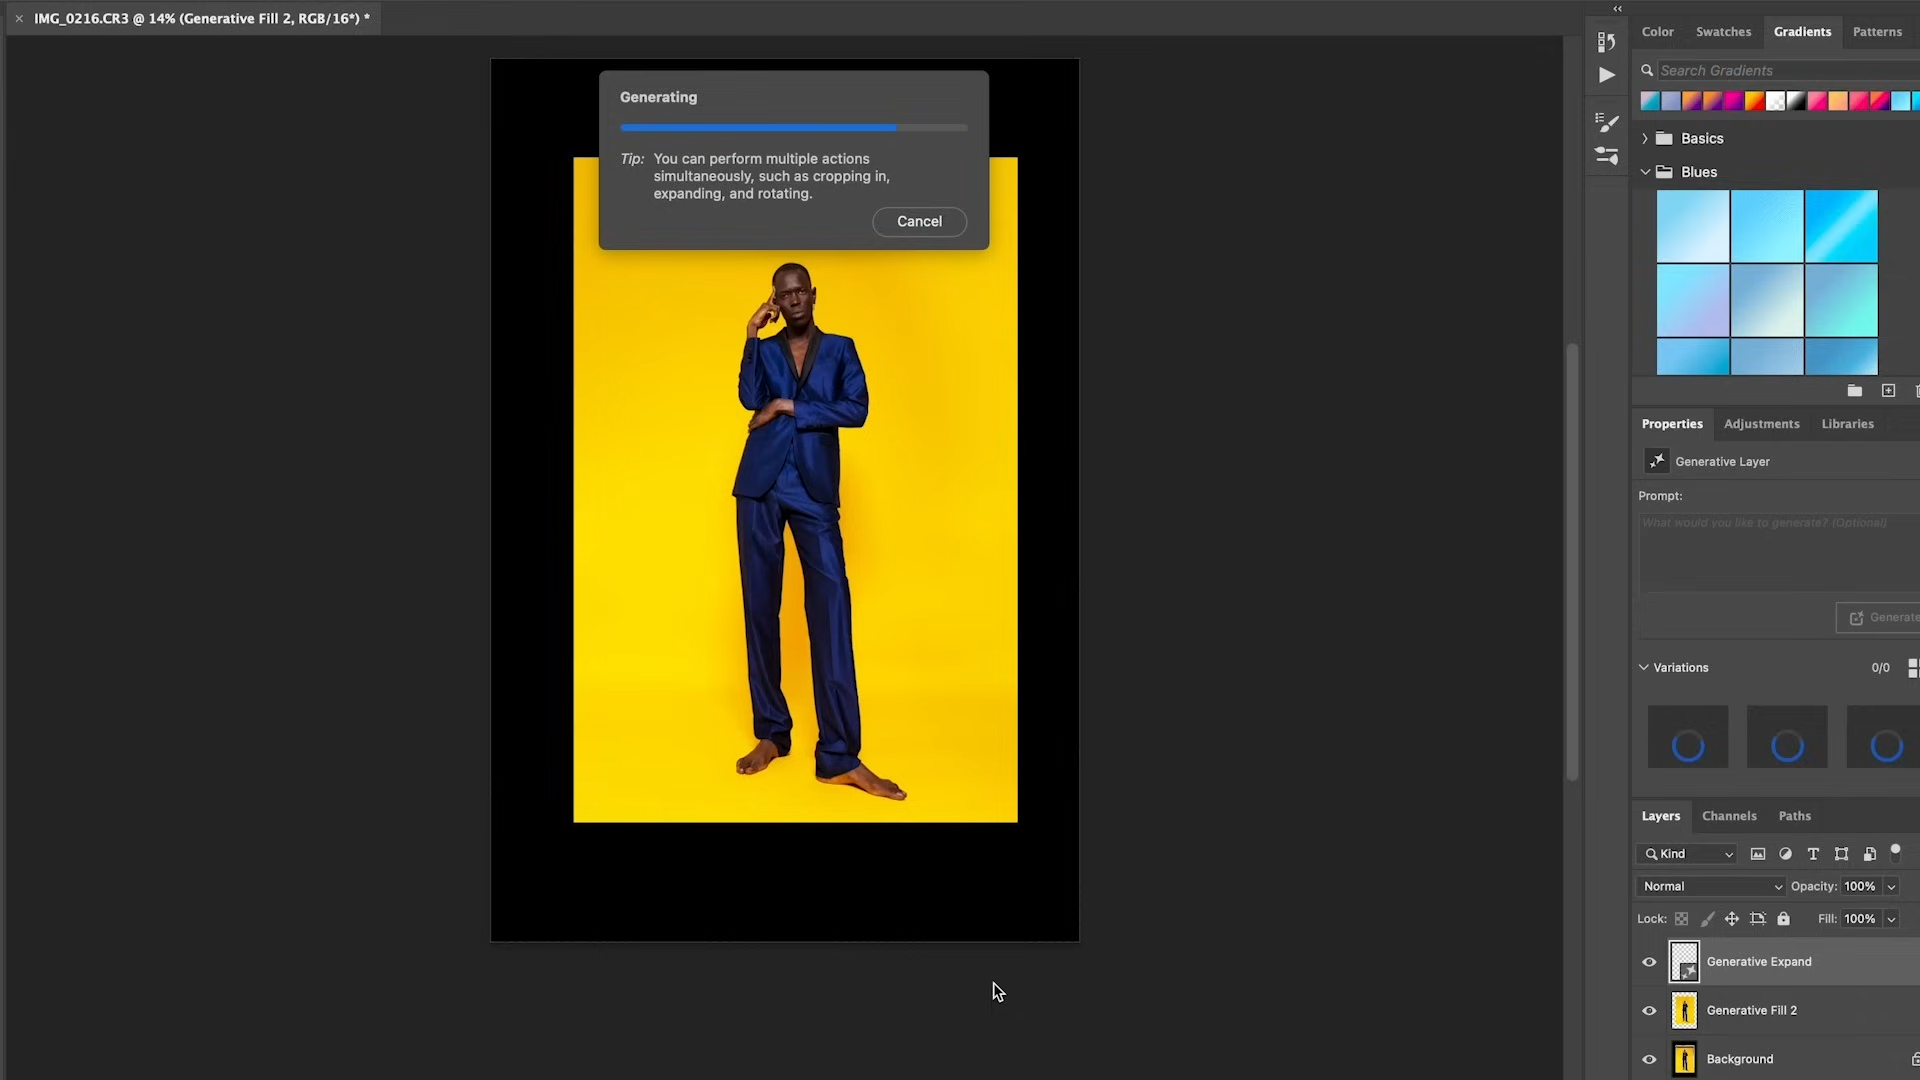 IMG_0216.CR3 @ 14% (Generative Fill 2, RGB/16*) *
Color Swatches Gradients Patterns
Search Gradients
Basics
Blues
Generating
Tip: You can perform multiple actions
simultaneously, such as cropping in,
expanding, and rotating.
Cancel
Properties Adjustments Libraries
Generative Layer
Prompt:
What would you like to generate? (Optional)
Generate
Variations 0/0
Layers Channels Paths
Kind
Normal Opacity: 100%
Lock: Fill: 100%
Generative Expand
Generative Fill 2
Background